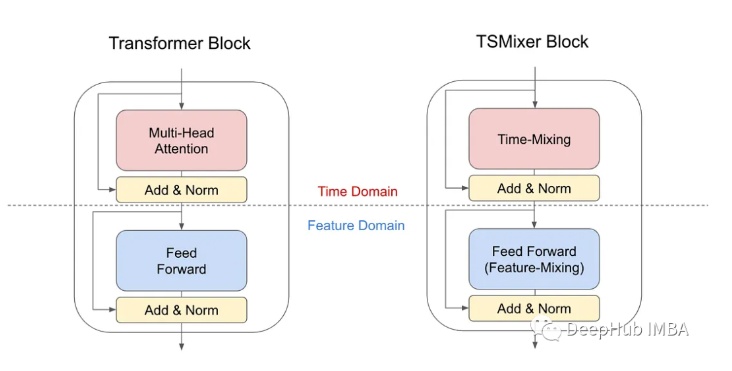 Transformer Block
TSMixer Block
Multi-Head
Attention
Time-Mixing
Add & Norm
Add & Norm
Time Domain
Feature Domain
Feed
Forward
Feed Forward
(Feature-Mixing)
Add & Norm
Add & Norm
DeepHub IMBA